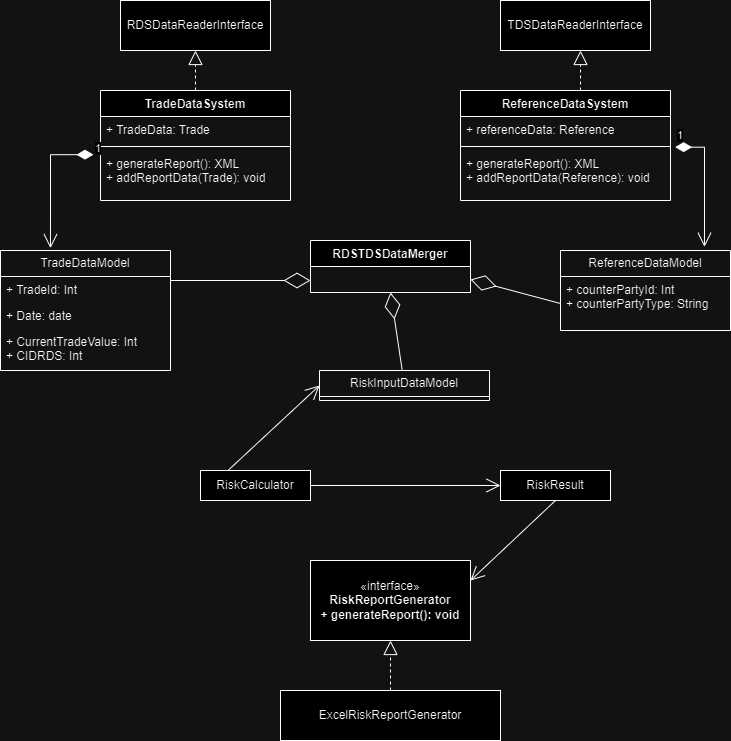 RDSDataReaderInterface
TDSDataReaderInterface
TradeDataSystem
+ TradeData: Trade
1
+ generateReport(): XML
+ addReportData(Trade): void
ReferenceDataSystem
+ referenceData: Reference
1
+ generateReport(): XML
+ addReportData(Reference): void
TradeDataModel
+ TradeId: Int
+ Date: date
+ CurrentTradeValue: Int
+ CIDRDS: Int
RDSTDSDataMerger
ReferenceDataModel
+ counterPartyId: Int
+ counterPartyType: String
RiskInputDataModel
RiskCalculator
RiskResult
«interface»
RiskReportGenerator
+ generateReport(): void
ExcelRiskReportGenerator